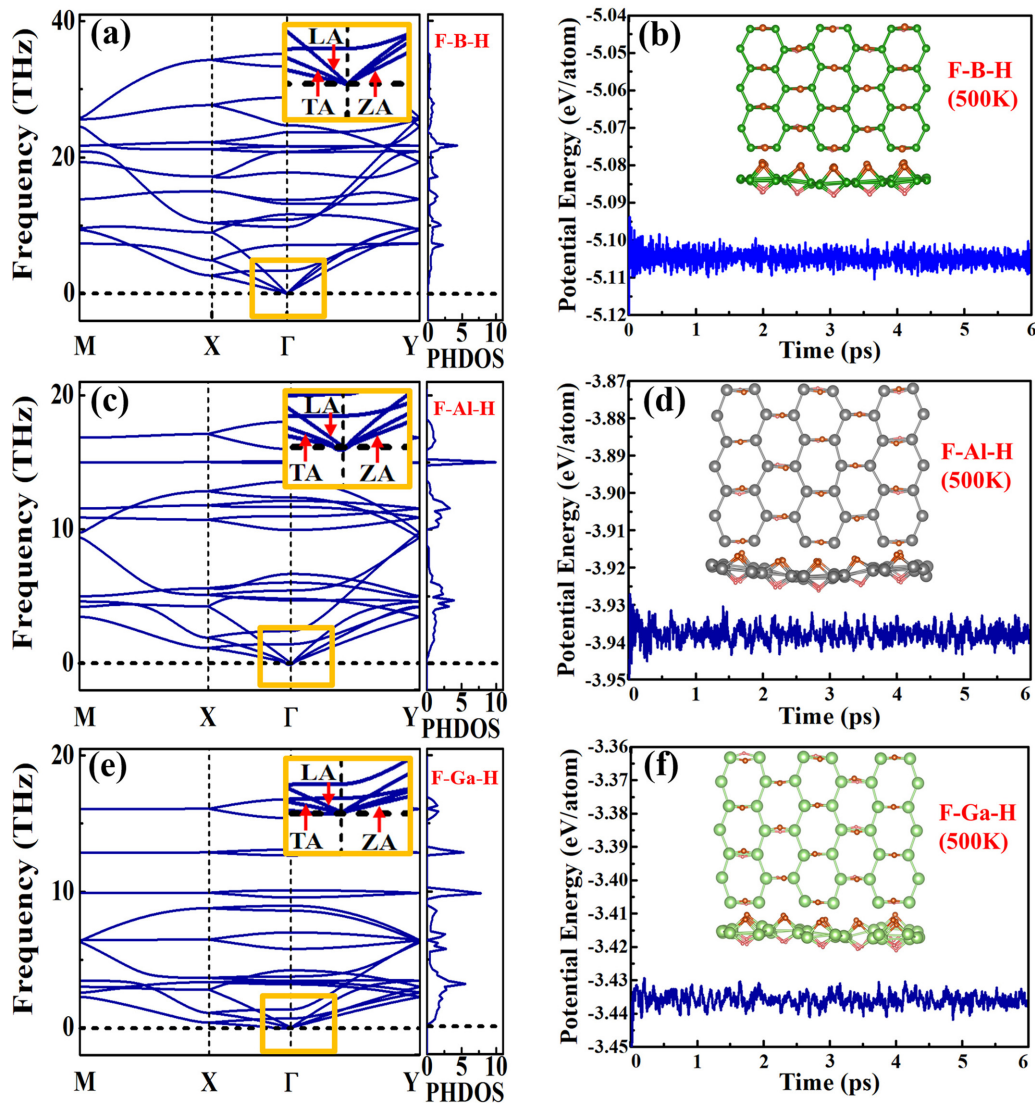 (a)
F-B-H
Frequency (THz)
40
20
0
LA
TA
ZA
M
X
Γ
Y
0
5
10
PHDOS
(b)
F-B-H
(500K)
Potential Energy (eV/atom)
-5.04
-5.05
-5.06
-5.07
-5.08
-5.09
-5.10
-5.11
-5.12
0
1
2
3
4
5
6
Time (ps)
(c)
F-Al-H
Frequency (THz)
20
10
0
LA
TA
ZA
M
X
Γ
Y
0
5
10
PHDOS
(d)
F-Al-H
(500K)
Potential Energy (eV/atom)
-3.87
-3.88
-3.89
-3.90
-3.91
-3.92
-3.93
-3.94
-3.95
0
1
2
3
4
5
6
Time (ps)
(e)
F-Ga-H
Frequency (THz)
20
10
0
LA
TA
ZA
M
X
Γ
Y
0
5
10
PHDOS
(f)
F-Ga-H
(500K)
Potential Energy (eV/atom)
-3.36
-3.37
-3.38
-3.39
-3.40
-3.41
-3.42
-3.43
-3.44
-3.45
0
1
2
3
4
5
6
Time (ps)